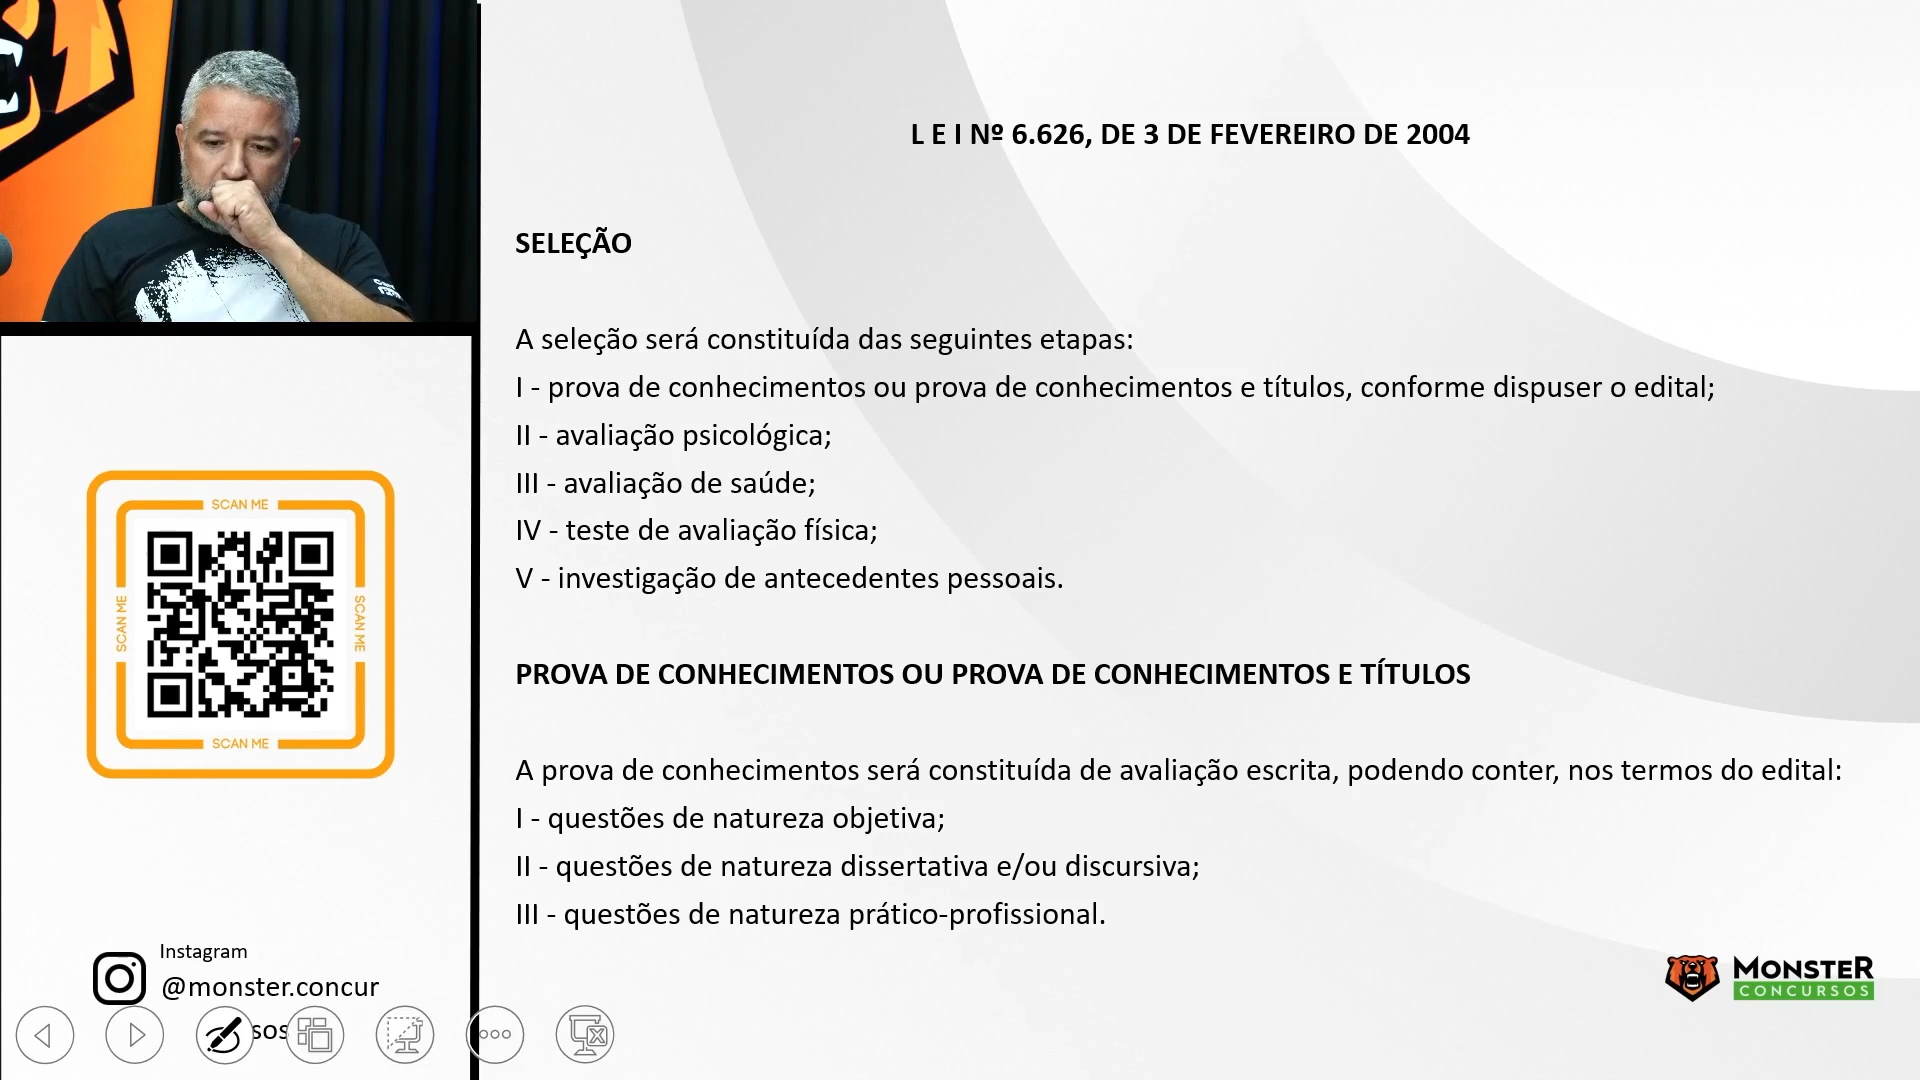 L E I Nº 6.626, DE 3 DE FEVEREIRO DE 2004
SELEÇÃO
A seleção será constituída das seguintes etapas:
I - prova de conhecimentos ou prova de conhecimentos e títulos, conforme dispuser o edital;
II - avaliação psicológica;
III - avaliação de saúde;
IV - teste de avaliação física;
V - investigação de antecedentes pessoais.
PROVA DE CONHECIMENTOS OU PROVA DE CONHECIMENTOS E TÍTULOS
A prova de conhecimentos será constituída de avaliação escrita, podendo conter, nos termos do edital:
I - questões de natureza objetiva;
II - questões de natureza dissertativa e/ou discursiva;
III - questões de natureza prático-profissional.
SCAN ME
SCAN ME
SCAN ME
SCAN ME
Instagram
@monster.concur
sos
MONSTER
CONCURSOS